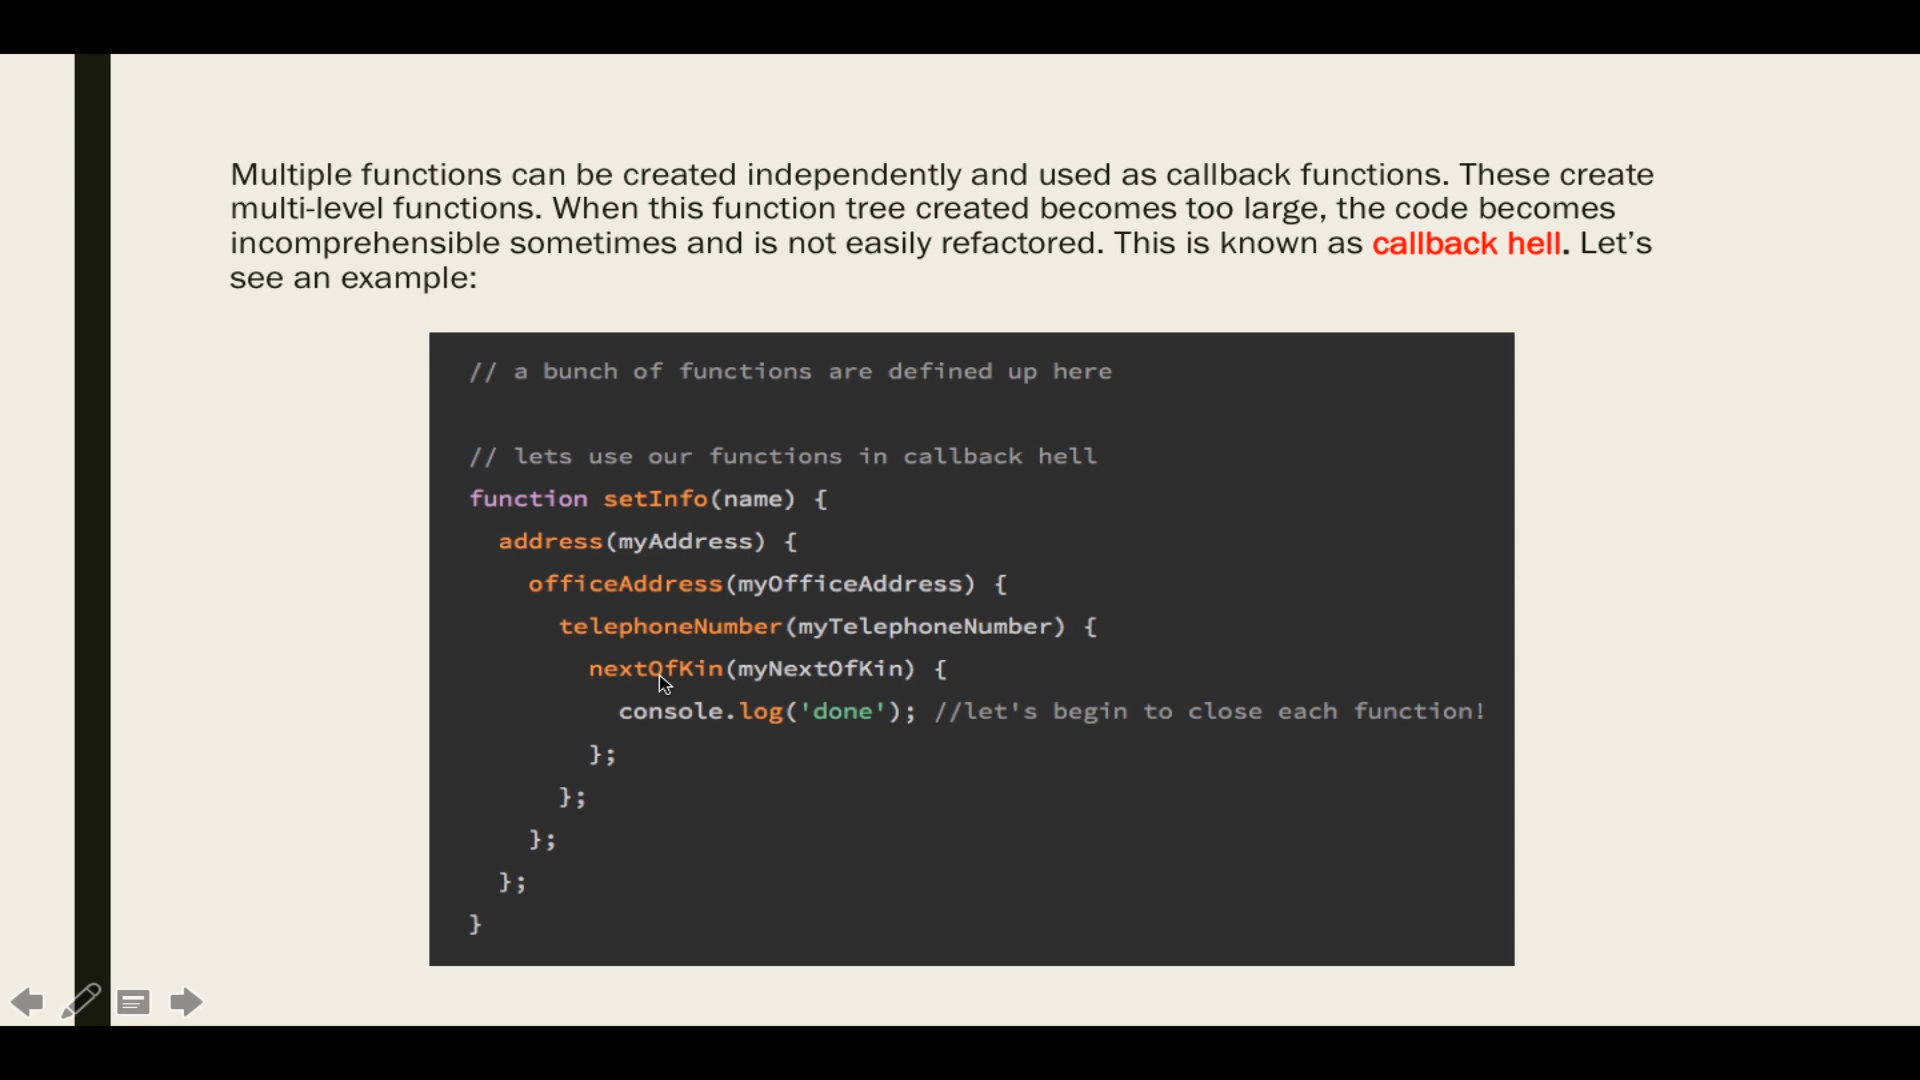 Multiple functions can be created independently and used as callback functions. These create
multi-level functions. When this function tree created becomes too large, the code becomes
incomprehensible sometimes and is not easily refactored. This is known as callback hell. Let’s
see an example:
// a bunch of functions are defined up here
// lets use our functions in callback hell
function setInfo(name) {
  address(myAddress) {
    officeAddress(myOfficeAddress) {
      telephoneNumber(myTelephoneNumber) {
        nextOfKin(myNextOfKin) {
          console.log('done'); //let's begin to close each function!
        };
      };
    };
  };
}